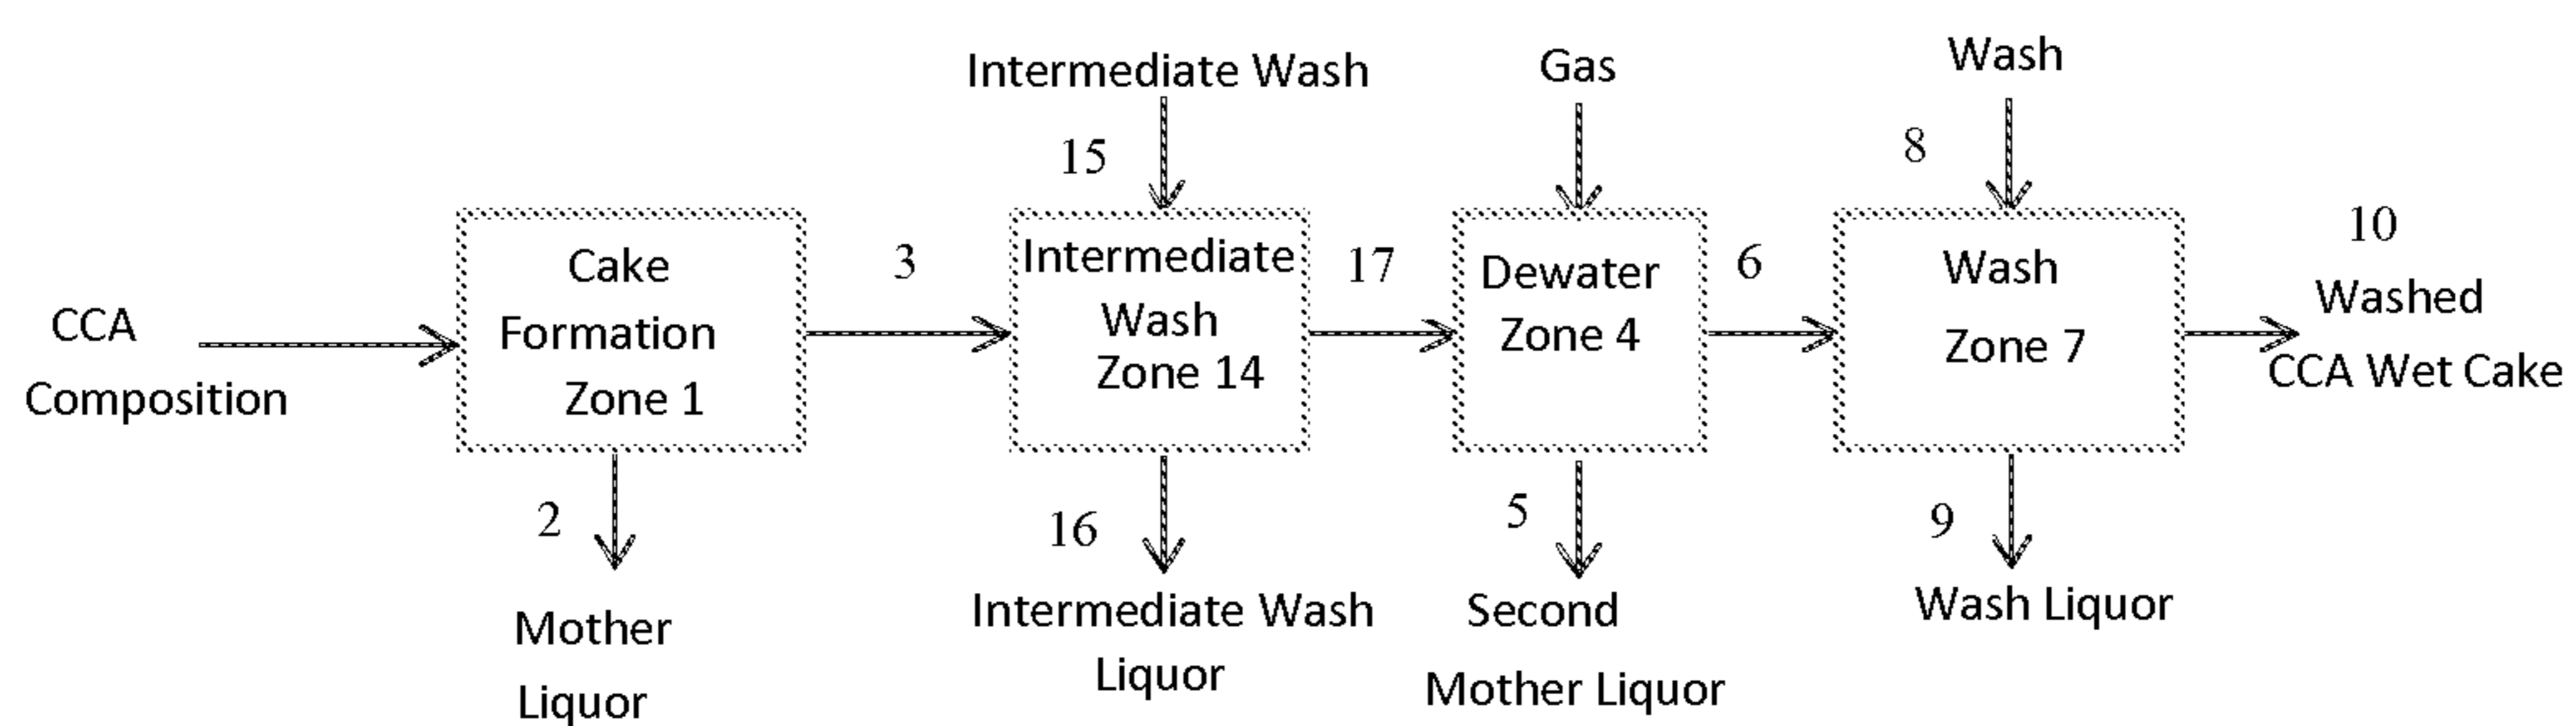 Intermediate Wash
Gas
Wash
15
8
CCA
Composition
Cake
Formation
Zone 1
3
Intermediate
Wash
Zone 14
17
Dewater
Zone 4
6
Wash
Zone 7
10
Washed
CCA Wet Cake
2
16
5
9
Mother
Liquor
Intermediate Wash
Liquor
Second
Mother Liquor
Wash Liquor